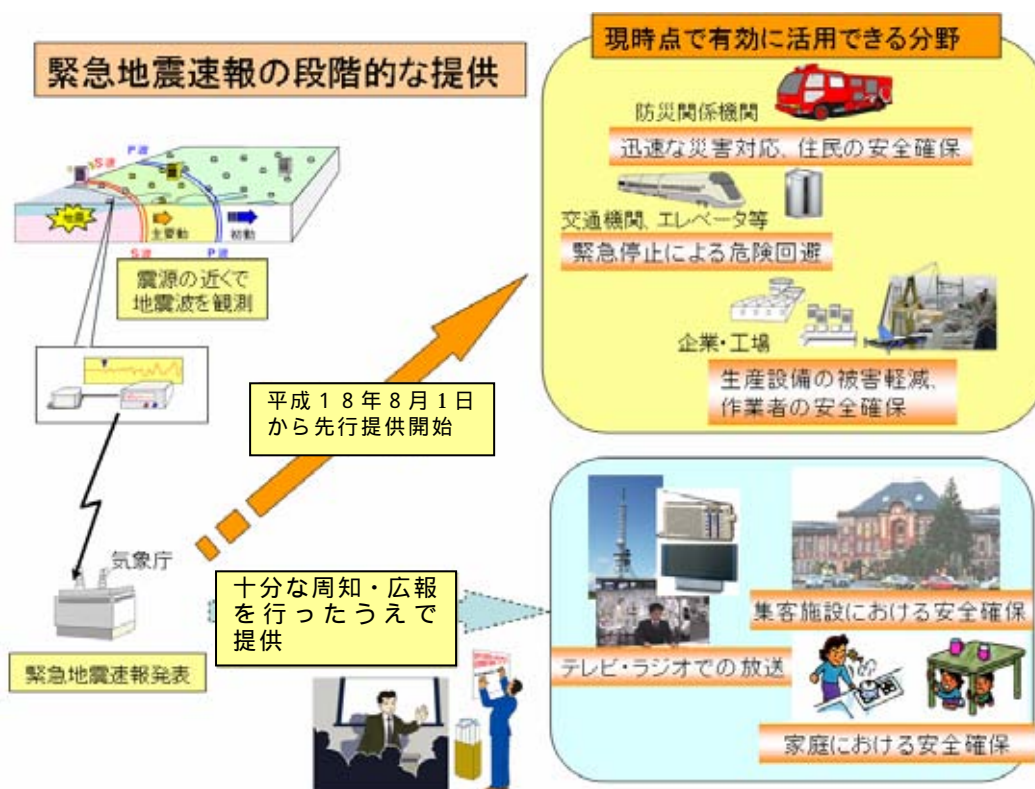 緊急地震速報の段階的な提供
S波
P波
地震
主要動
初動
S波
P波
震源の近くで
地震波を観測
気象庁
緊急地震速報発表
平成18年8月1日
から先行提供開始
十分な周知・広報
を行ったうえで
提供
現時点で有効に活用できる分野
防災関係機関
迅速な災害対応、住民の安全確保
交通機関、エレベータ等
緊急停止による危険回避
企業・工場
生産設備の被害軽減、
作業者の安全確保
テレビ・ラジオでの放送
集客施設における安全確保
家庭における安全確保